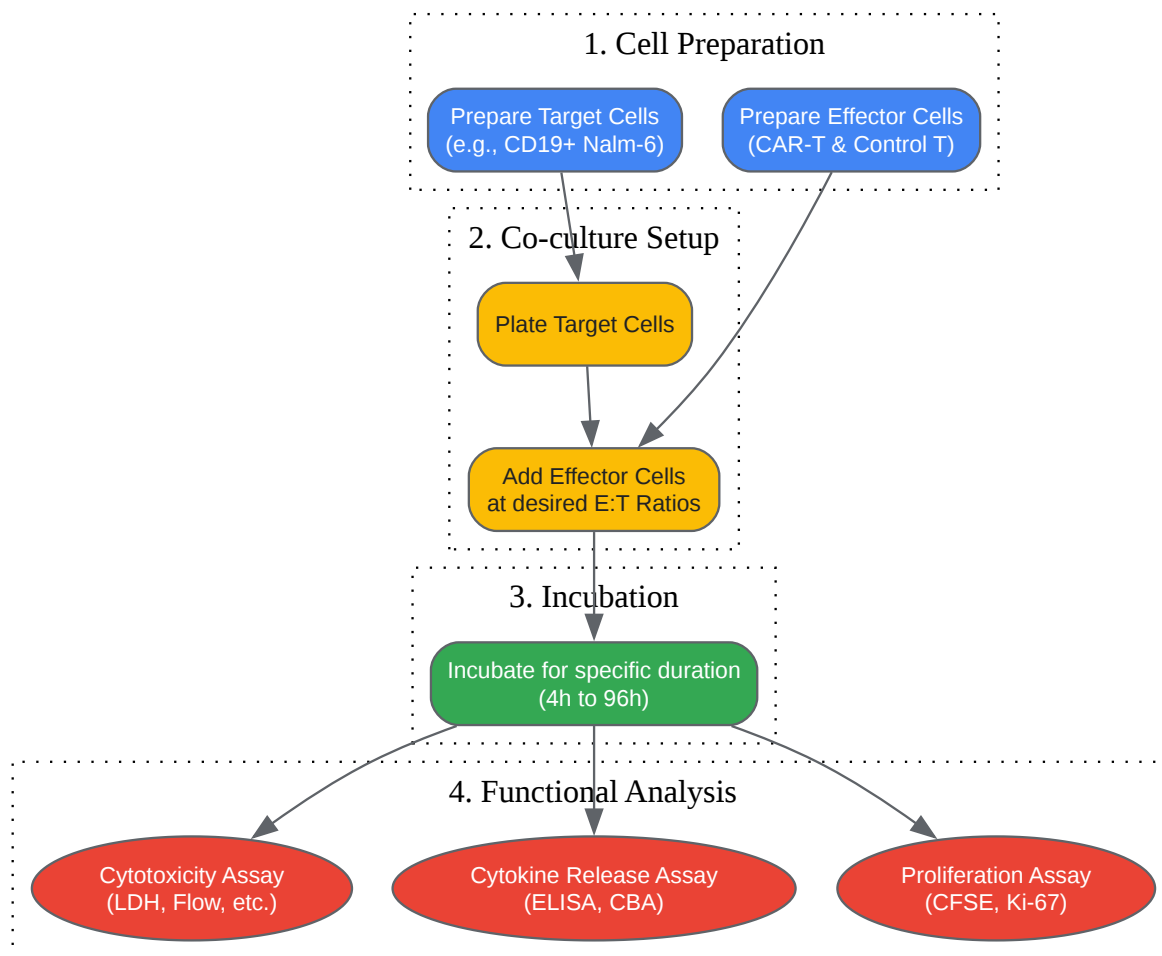 1. Cell Preparation
Prepare Target Cells
(e.g., CD19+ Nalm-6)
Prepare Effector Cells
(CAR-T & Control T)
2. Co-culture Setup
Plate Target Cells
Add Effector Cells
at desired E:T Ratios
3. Incubation
Incubate for specific duration
(4h to 96h)
4. Functional Analysis
Cytotoxicity Assay
(LDH, Flow, etc.)
Cytokine Release Assay
(ELISA, CBA)
Proliferation Assay
(CFSE, Ki-67)